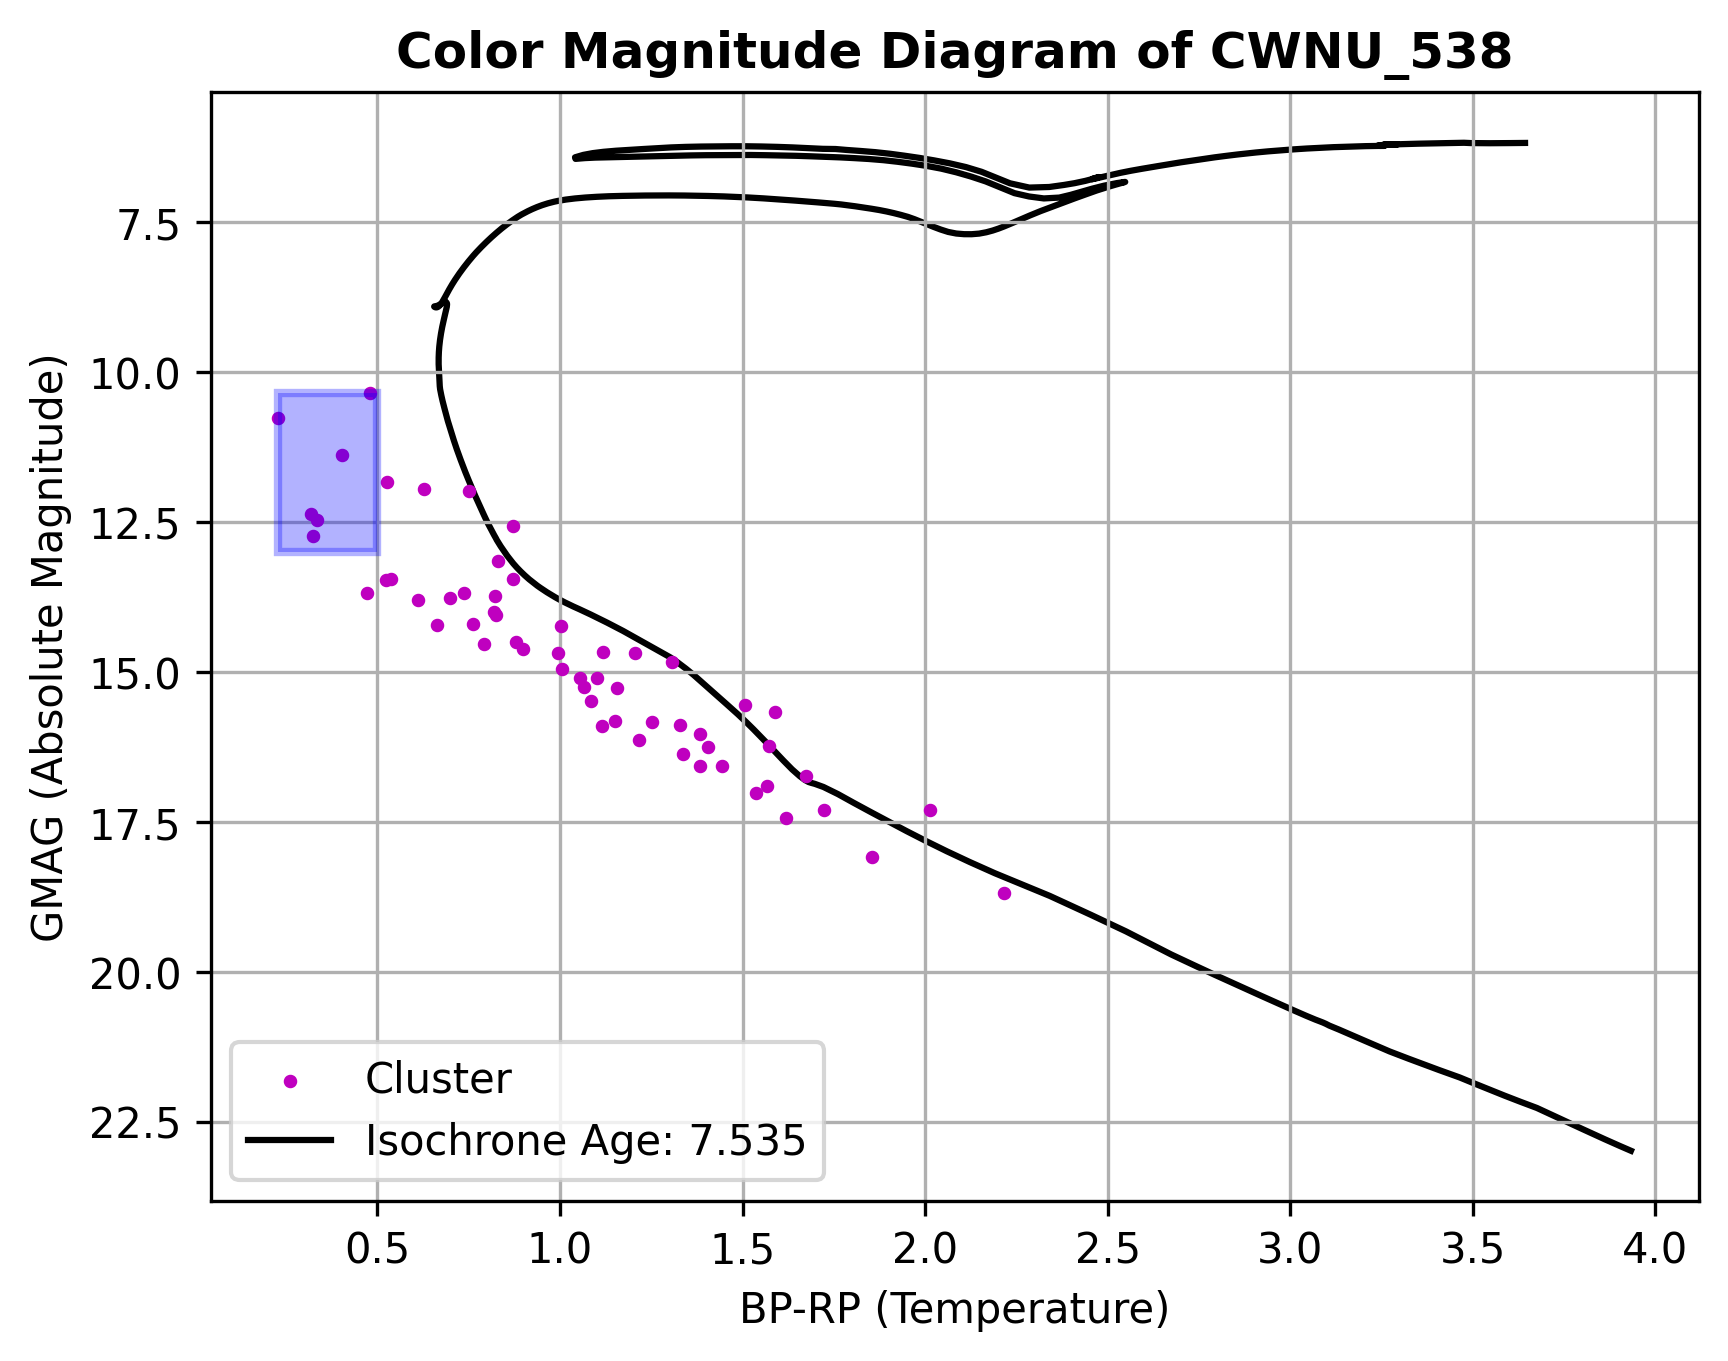 Color Magnitude Diagram of CWNU_538
GMAG (Absolute Magnitude)
7.5
10.0
12.5
15.0
17.5
20.0
22.5
Cluster
Isochrone Age: 7.535
0.5 1.0 1.5 2.0 2.5 3.0 3.5 4.0
BP-RP (Temperature)